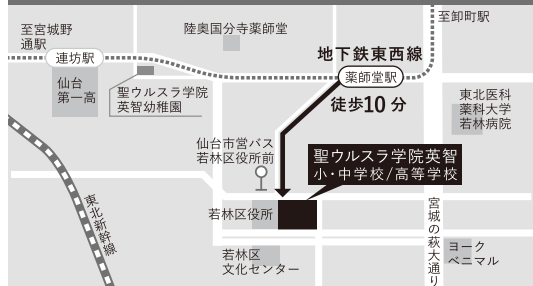 至宮城野
通駅
連坊駅
陸奥国分寺薬師堂
至卸町駅
地下鉄東西線
薬師堂駅
徒歩10分
仙台
第一高
聖ウルスラ学院
英智幼稚園
東北医科
薬科大学
若林病院
仙台市営バス
若林区役所前
聖ウルスラ学院英智
小・中学校/高等学校
東北新幹線
若林区役所
宮城の萩大通り
若林区
文化センター
ヨーク
ベニマル